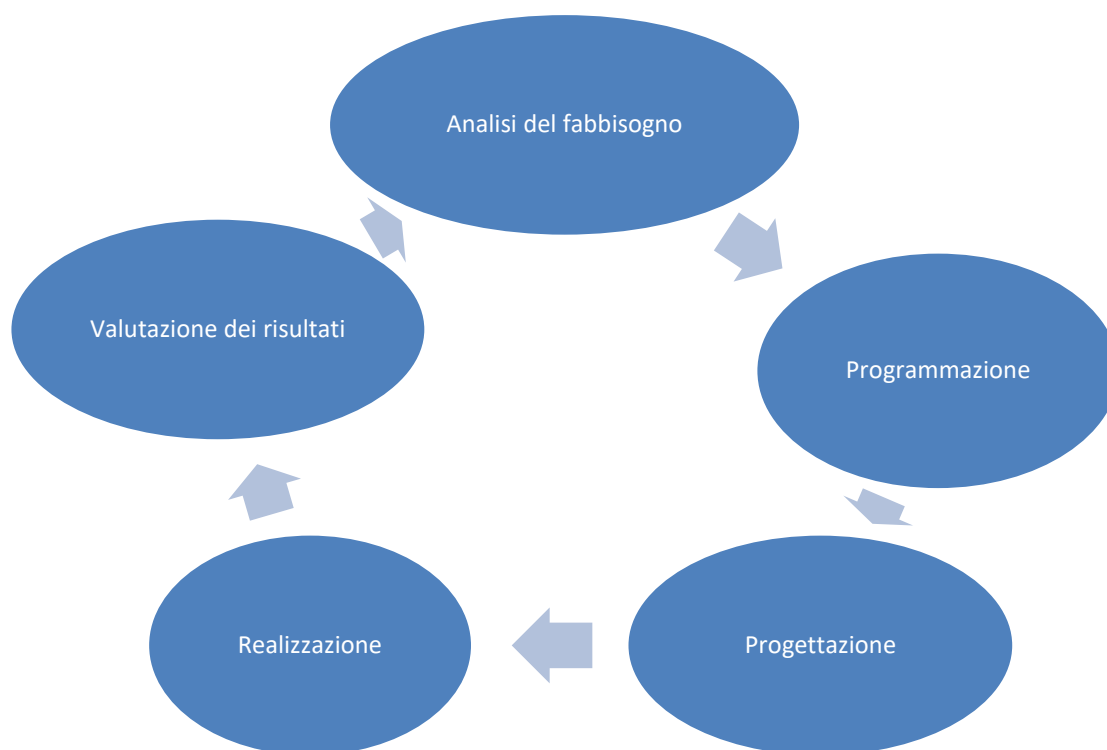 Analisi del fabbisogno
Programmazione
Progettazione
Realizzazione
Valutazione dei risultati